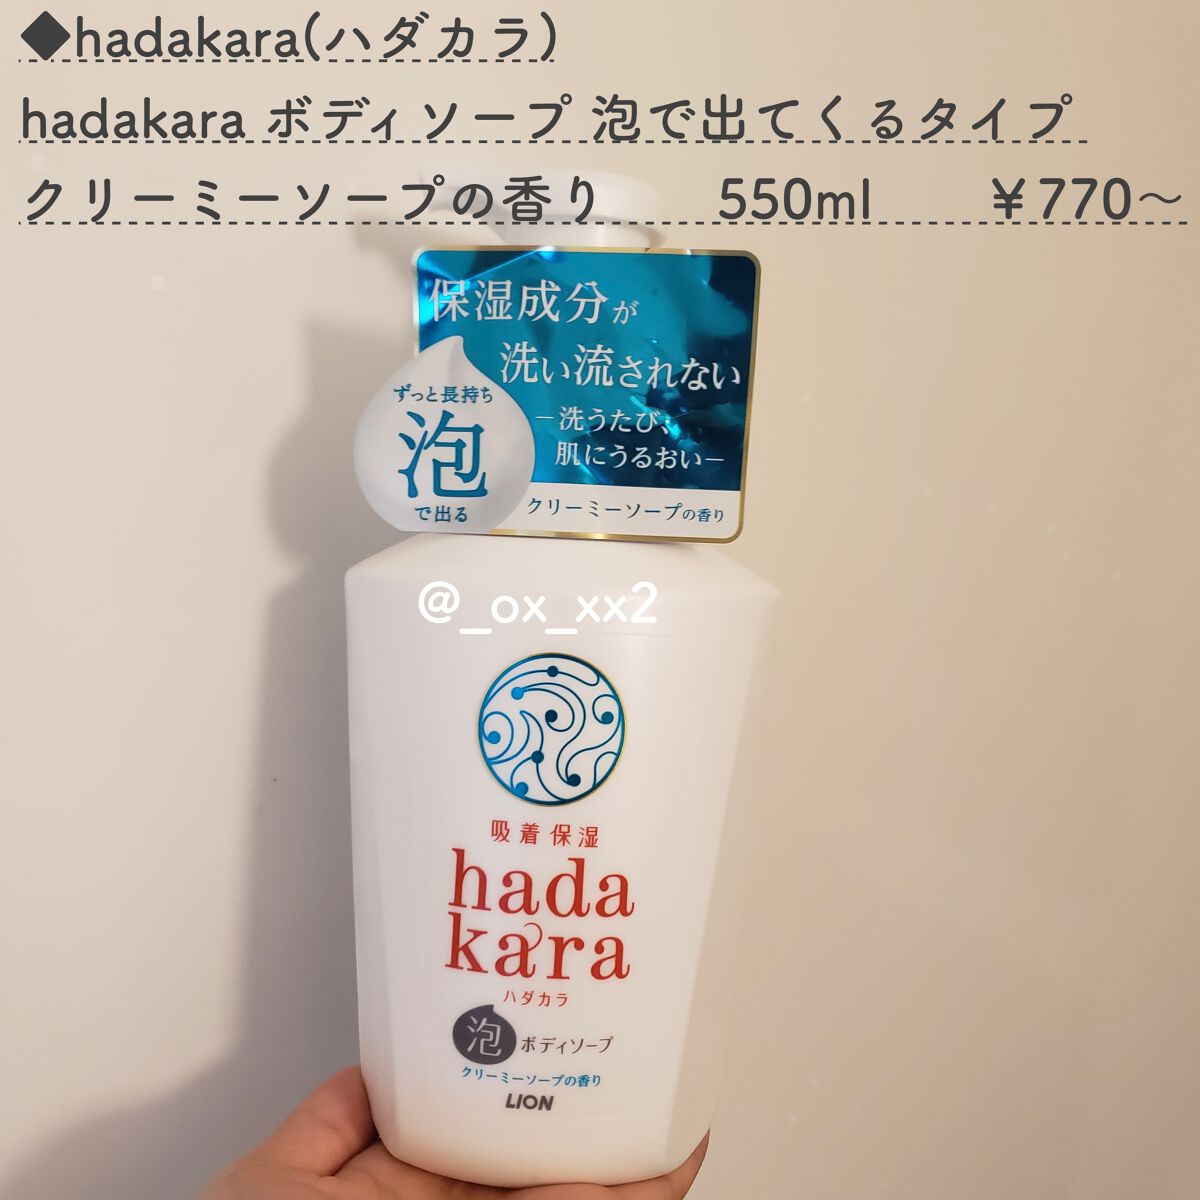 ◆hadakara(ハダカラ)
hadakara ボディソープ 泡で出てくるタイプ
クリーミーソープの香り 550ml ¥770〜
保湿成分が
洗い流されない
ー洗うたび、
肌にうるおいー
クリーミーソープの香り
ずっと長持ち
泡
で出る
@_ox_xx2
吸着保湿
hada
kara
ハダカラ
泡 ボディソープ
クリーミーソープの香り
LION